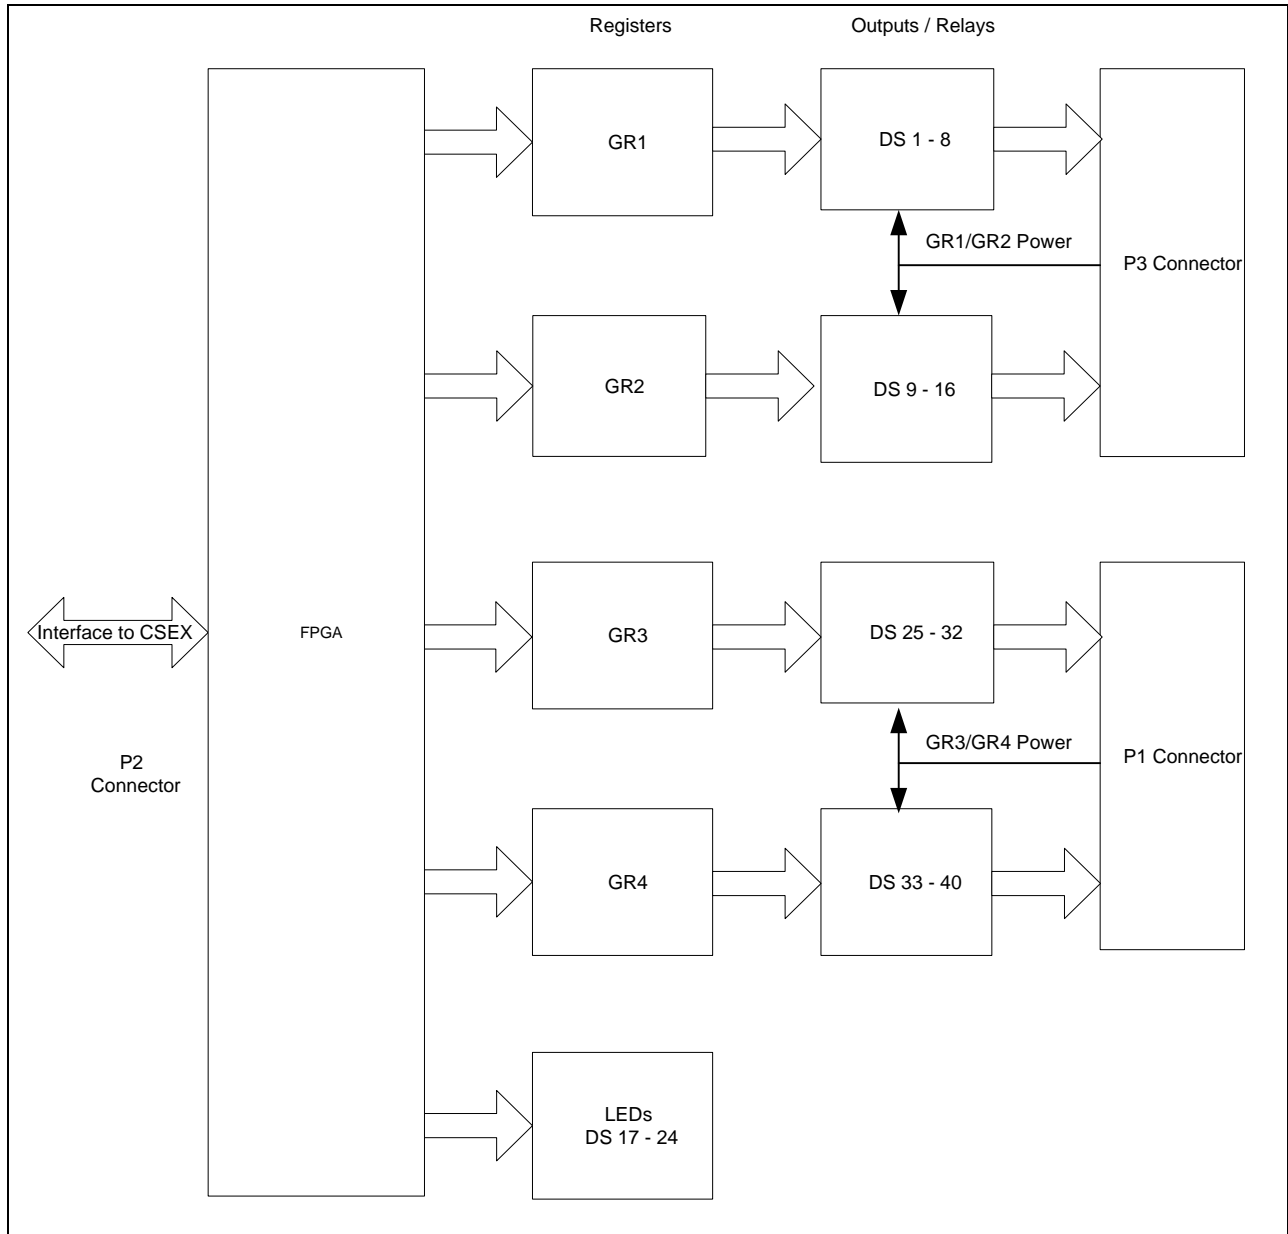 Registers
Outputs / Relays
GR1
DS 1 - 8
GR1/GR2 Power
P3 Connector
GR2
DS 9 - 16
Interface to CSEX
FPGA
GR3
DS 25 - 32
P2
Connector
GR3/GR4 Power
P1 Connector
GR4
DS 33 - 40
LEDs
DS 17 - 24